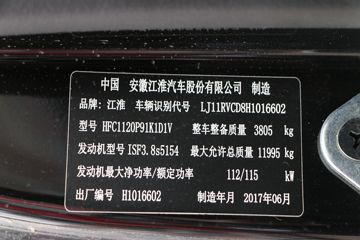 中国 安徽江淮汽车股份有限公司 制造
品牌：江淮 车辆识别代号 LJ11RVCD8H1016602
型号 HFC1120P91K1D1V 整车整备质量 3805 kg
发动机型号 ISF3.8s5154 最大允许总质量 11995 kg
发动机最大净功率/额定功率 112/115 kW
出厂编号 H1016602 制造年月 2017年06月